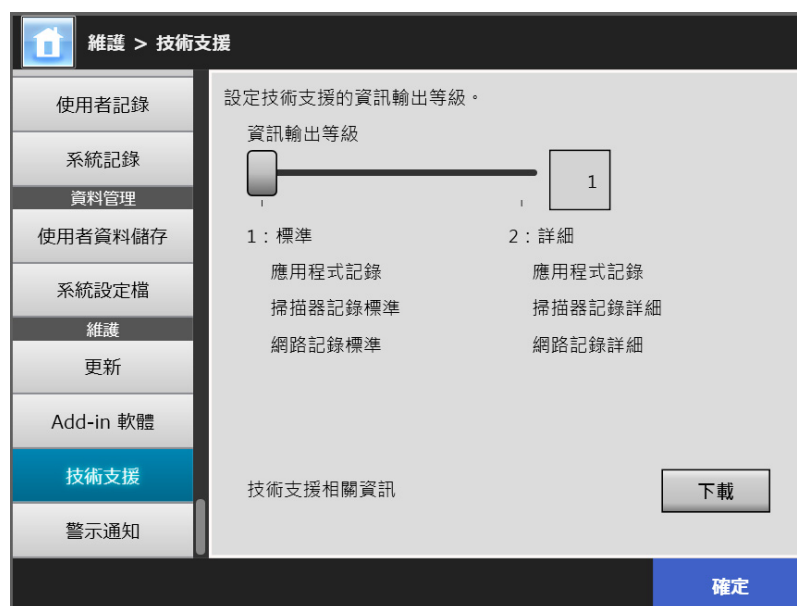 維護 > 技術支援
使用者記錄
系統記錄
資料管理
使用者資料儲存
系統設定檔
維護
更新
Add-in 軟體
技術支援
警示通知
設定技術支援的資訊輸出等級。
資訊輸出等級
1
1：標準
應用程式記錄
掃描器記錄標準
網路記錄標準
2：詳細
應用程式記錄
掃描器記錄詳細
網路記錄詳細
技術支援相關資訊
下載
確定